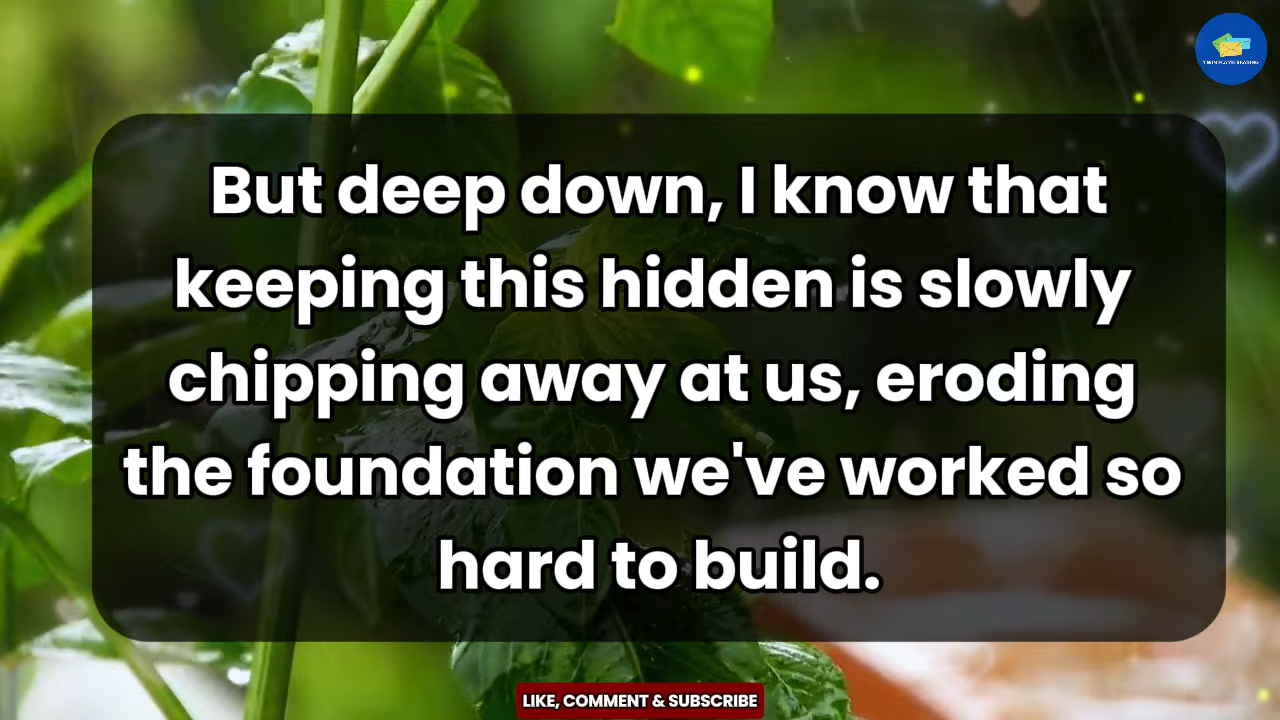 But deep down, I know that
keeping this hidden is slowly
chipping away at us, eroding
the foundation we've worked so
hard to build.
LIKE, COMMENT & SUBSCRIBE